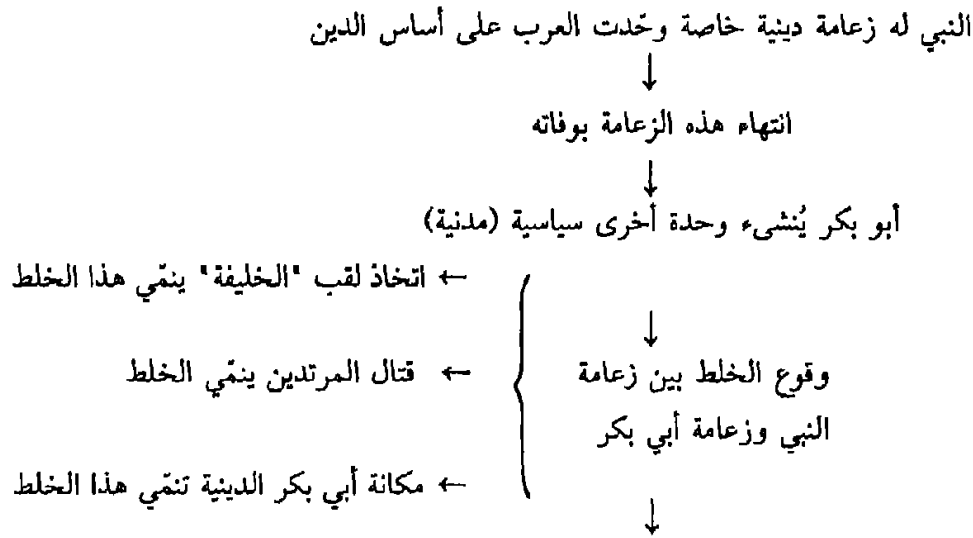 النبي له زعامة دينية خاصة وحّدت العرب على أساس الدين
↓
انتهاء هذه الزعامة بوفاته
↓
أبو بكر يُنشىء وحدة أخرى سياسية (مدنية)
← اتخاذ لقب "الخليفة" ينمّي هذا الخلط
↓
وقوع الخلط بين زعامة ← قتال المرتدين ينمّي الخلط
النبي وزعامة أبي بكر
← مكانة أبي بكر الدينية تنمّي هذا الخلط
↓